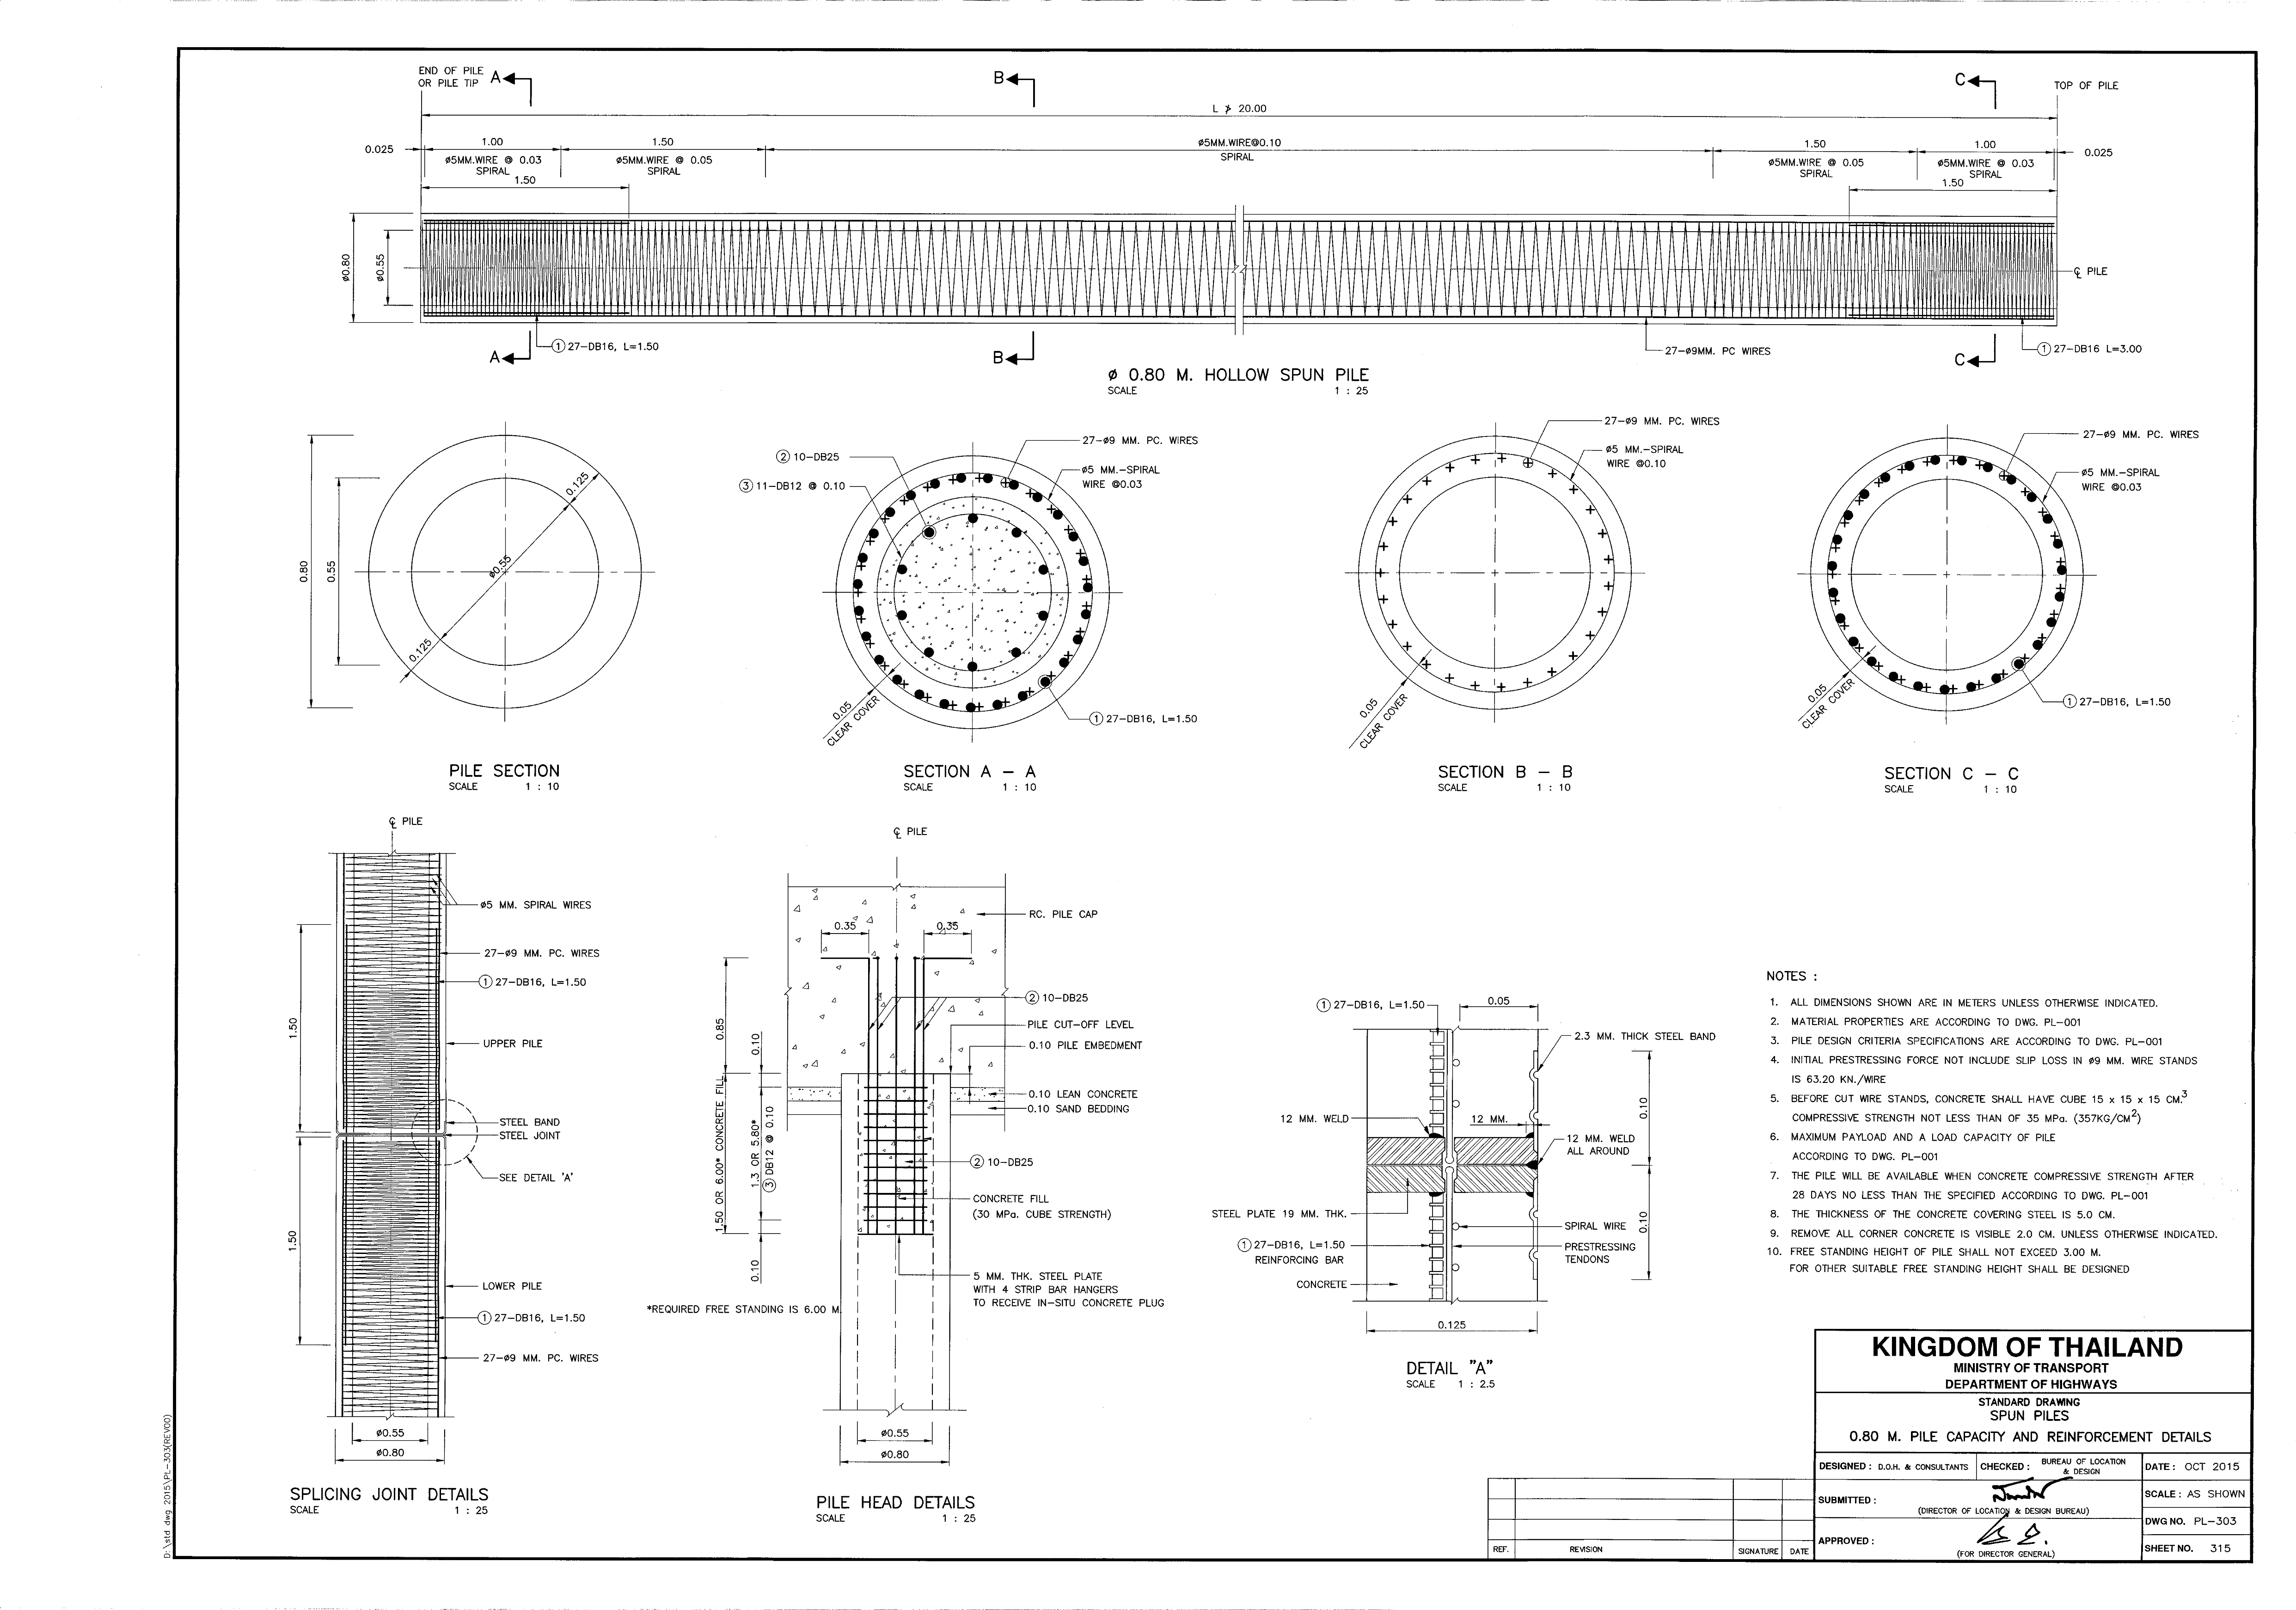 END OF PILE
OR PILE TIP
A
B
C
TOP OF PILE
L ≯ 20.00
0.025
1.00
ø5MM.WIRE @ 0.03
SPIRAL
1.50
ø5MM.WIRE @ 0.05
SPIRAL
1.50
ø5MM.WIRE@0.10
SPIRAL
1.50
ø5MM.WIRE @ 0.05
SPIRAL
1.00
ø5MM.WIRE @ 0.03
SPIRAL
1.50
0.025
ø0.80
ø0.55
℄ PILE
A
① 27-DB16, L=1.50
B
27-ø9MM. PC WIRES
C
① 27-DB16 L=3.00
ø 0.80 M. HOLLOW SPUN PILE
SCALE 1 : 25
0.80
0.55
0.125
ø0.55
0.125
PILE SECTION
SCALE 1 : 10
② 10-DB25
③ 11-DB12 @ 0.10
27-ø9 MM. PC. WIRES
ø5 MM.-SPIRAL
WIRE @0.03
0.05
CLEAR COVER
① 27-DB16, L=1.50
SECTION A - A
SCALE 1 : 10
27-ø9 MM. PC. WIRES
ø5 MM.-SPIRAL
WIRE @0.10
0.05
CLEAR COVER
SECTION B - B
SCALE 1 : 10
27-ø9 MM. PC. WIRES
ø5 MM.-SPIRAL
WIRE @0.03
0.05
CLEAR COVER
① 27-DB16, L=1.50
SECTION C - C
SCALE 1 : 10
℄ PILE
ø5 MM. SPIRAL WIRES
27-ø9 MM. PC. WIRES
① 27-DB16, L=1.50
1.50
UPPER PILE
STEEL BAND
STEEL JOINT
SEE DETAIL 'A'
1.50
LOWER PILE
① 27-DB16, L=1.50
27-ø9 MM. PC. WIRES
ø0.55
ø0.80
SPLICING JOINT DETAILS
SCALE 1 : 25
℄ PILE
RC. PILE CAP
0.35
0.35
② 10-DB25
PILE CUT-OFF LEVEL
0.10 PILE EMBEDMENT
0.85
0.10
0.10 LEAN CONCRETE
0.10 SAND BEDDING
1.50 OR 6.00* CONCRETE FILL
1.3 OR 5.80*
③ DB12 @ 0.10
② 10-DB25
CONCRETE FILL
(30 MPa. CUBE STRENGTH)
0.10
5 MM. THK. STEEL PLATE
WITH 4 STRIP BAR HANGERS
TO RECEIVE IN-SITU CONCRETE PLUG
*REQUIRED FREE STANDING IS 6.00 M.
ø0.55
ø0.80
PILE HEAD DETAILS
SCALE 1 : 25
① 27-DB16, L=1.50
0.05
2.3 MM. THICK STEEL BAND
0.10
12 MM. WELD
12 MM.
12 MM. WELD
ALL AROUND
STEEL PLATE 19 MM. THK.
0.10
SPIRAL WIRE
① 27-DB16, L=1.50
REINFORCING BAR
PRESTRESSING
TENDONS
CONCRETE
0.125
DETAIL "A"
SCALE 1 : 2.5
NOTES :
1. ALL DIMENSIONS SHOWN ARE IN METERS UNLESS OTHERWISE INDICATED.
2. MATERIAL PROPERTIES ARE ACCORDING TO DWG. PL-001
3. PILE DESIGN CRITERIA SPECIFICATIONS ARE ACCORDING TO DWG. PL-001
4. INITIAL PRESTRESSING FORCE NOT INCLUDE SLIP LOSS IN ø9 MM. WIRE STANDS
IS 63.20 KN./WIRE
5. BEFORE CUT WIRE STANDS, CONCRETE SHALL HAVE CUBE 15 x 15 x 15 CM.³
COMPRESSIVE STRENGTH NOT LESS THAN OF 35 MPa. (357KG/CM²)
6. MAXIMUM PAYLOAD AND A LOAD CAPACITY OF PILE
ACCORDING TO DWG. PL-001
7. THE PILE WILL BE AVAILABLE WHEN CONCRETE COMPRESSIVE STRENGTH AFTER
28 DAYS NO LESS THAN THE SPECIFIED ACCORDING TO DWG. PL-001
8. THE THICKNESS OF THE CONCRETE COVERING STEEL IS 5.0 CM.
9. REMOVE ALL CORNER CONCRETE IS VISIBLE 2.0 CM. UNLESS OTHERWISE INDICATED.
10. FREE STANDING HEIGHT OF PILE SHALL NOT EXCEED 3.00 M.
FOR OTHER SUITABLE FREE STANDING HEIGHT SHALL BE DESIGNED
KINGDOM OF THAILAND
MINISTRY OF TRANSPORT
DEPARTMENT OF HIGHWAYS
STANDARD DRAWING
SPUN PILES
0.80 M. PILE CAPACITY AND REINFORCEMENT DETAILS
DESIGNED : D.O.H. & CONSULTANTS
CHECKED : BUREAU OF LOCATION
& DESIGN
DATE : OCT 2015
SUBMITTED :
(DIRECTOR OF LOCATION & DESIGN BUREAU)
SCALE : AS SHOWN
DWG NO. PL-303
APPROVED :
(FOR DIRECTOR GENERAL)
SHEET NO. 315
REF. REVISION SIGNATURE DATE
D:\std dwg 2015\PL-303(REV00)